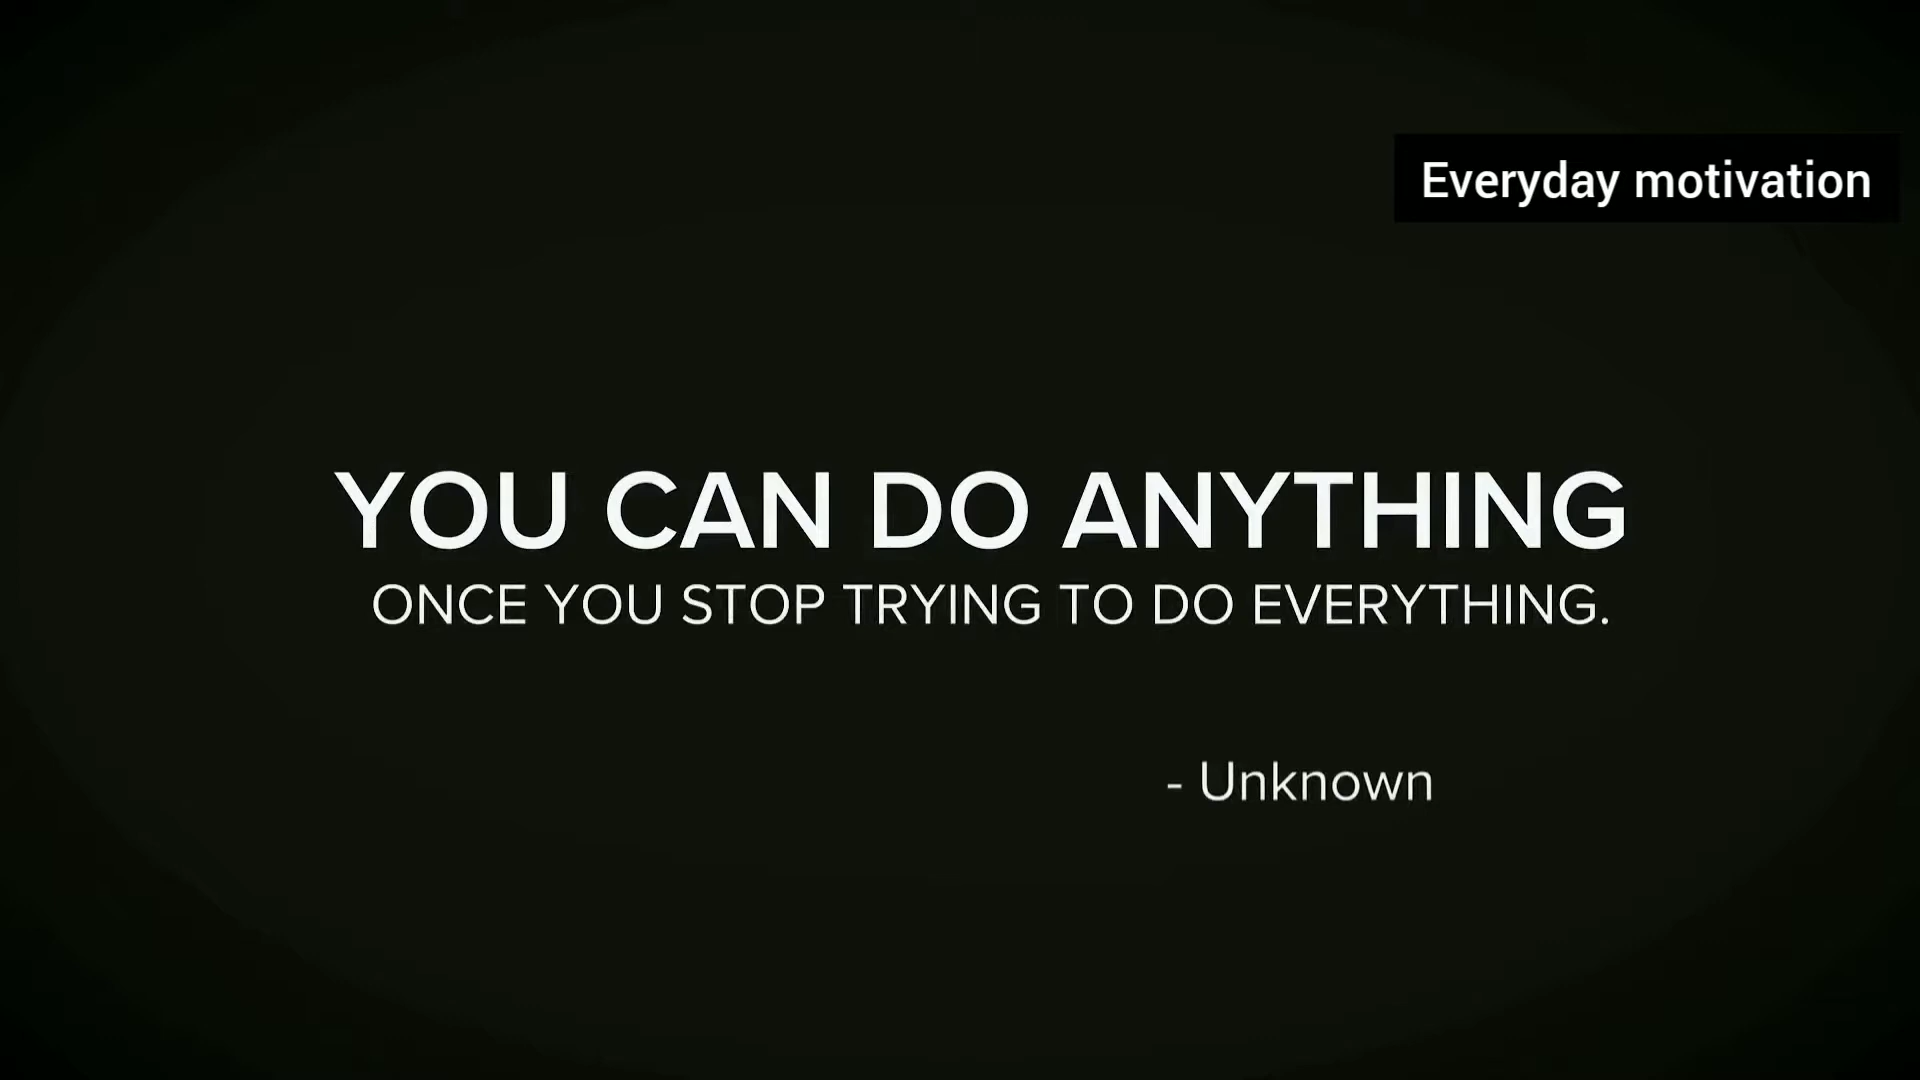 Everyday motivation
YOU CAN DO ANYTHING
ONCE YOU STOP TRYING TO DO EVERYTHING.
- Unknown